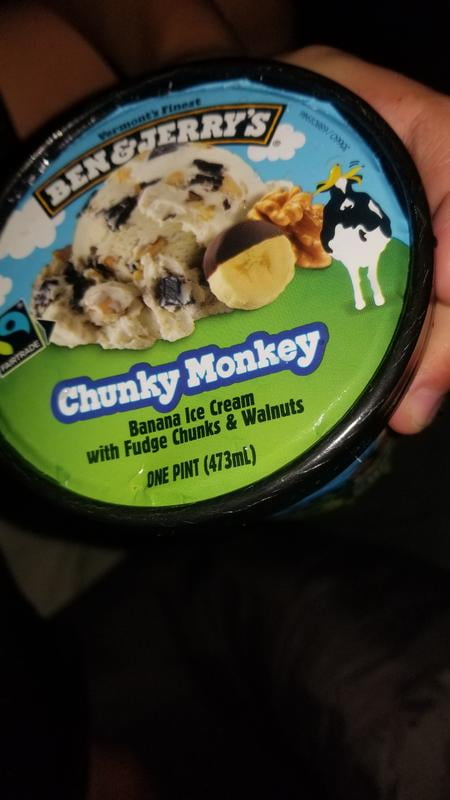 Vermont's Finest
BEN & JERRY'S
®
FAIRTRADE
Chunky Monkey
Banana Ice Cream
with Fudge Chunks & Walnuts
ONE PINT (473mL)